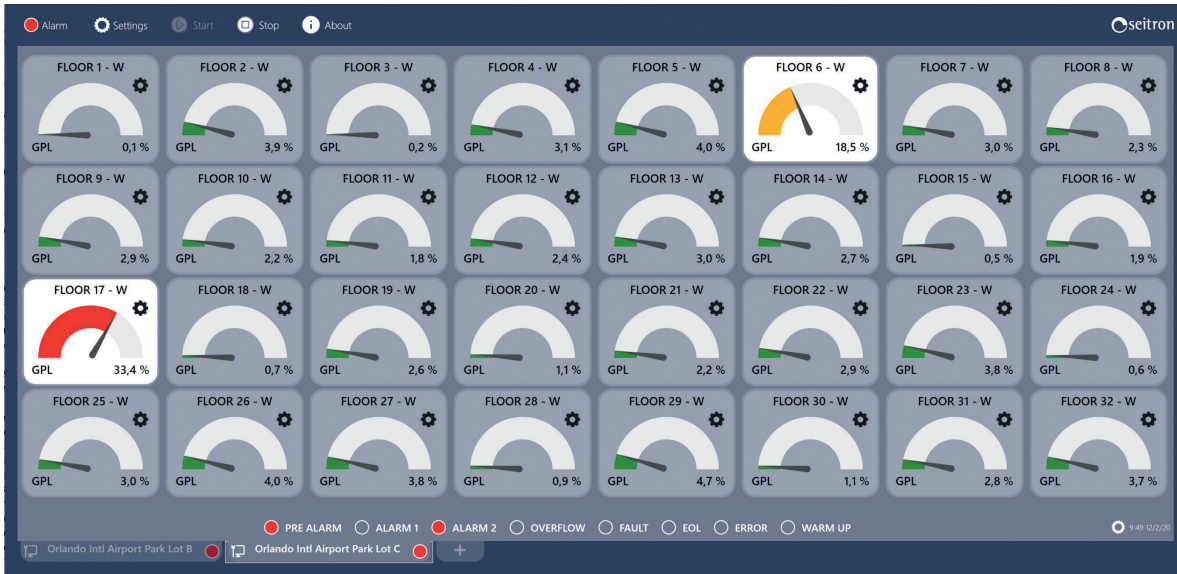 Alarm Settings Start Stop About seitron
FLOOR 1 - W FLOOR 2 - W FLOOR 3 - W FLOOR 4 - W FLOOR 5 - W FLOOR 6 - W FLOOR 7 - W FLOOR 8 - W
GPL 0,1 % GPL 3,9 % GPL 0,2 % GPL 3,1 % GPL 4,0 % GPL 18,5 % GPL 3,0 % GPL 2,3 %
FLOOR 9 - W FLOOR 10 - W FLOOR 11 - W FLOOR 12 - W FLOOR 13 - W FLOOR 14 - W FLOOR 15 - W FLOOR 16 - W
GPL 2,9 % GPL 2,2 % GPL 1,8 % GPL 2,4 % GPL 3,0 % GPL 2,7 % GPL 0,5 % GPL 1,9 %
FLOOR 17 - W FLOOR 18 - W FLOOR 19 - W FLOOR 20 - W FLOOR 21 - W FLOOR 22 - W FLOOR 23 - W FLOOR 24 - W
GPL 33,4 % GPL 0,7 % GPL 2,6 % GPL 1,1 % GPL 2,2 % GPL 2,9 % GPL 3,8 % GPL 0,6 %
FLOOR 25 - W FLOOR 26 - W FLOOR 27 - W FLOOR 28 - W FLOOR 29 - W FLOOR 30 - W FLOOR 31 - W FLOOR 32 - W
GPL 3,0 % GPL 4,0 % GPL 3,8 % GPL 0,9 % GPL 4,7 % GPL 1,1 % GPL 2,8 % GPL 3,7 %
PRE ALARM ALARM 1 ALARM 2 OVERFLOW FAULT EOL ERROR WARM UP 9:49 12/2/20
Orlando Intl Airport Park Lot B Orlando Intl Airport Park Lot C +